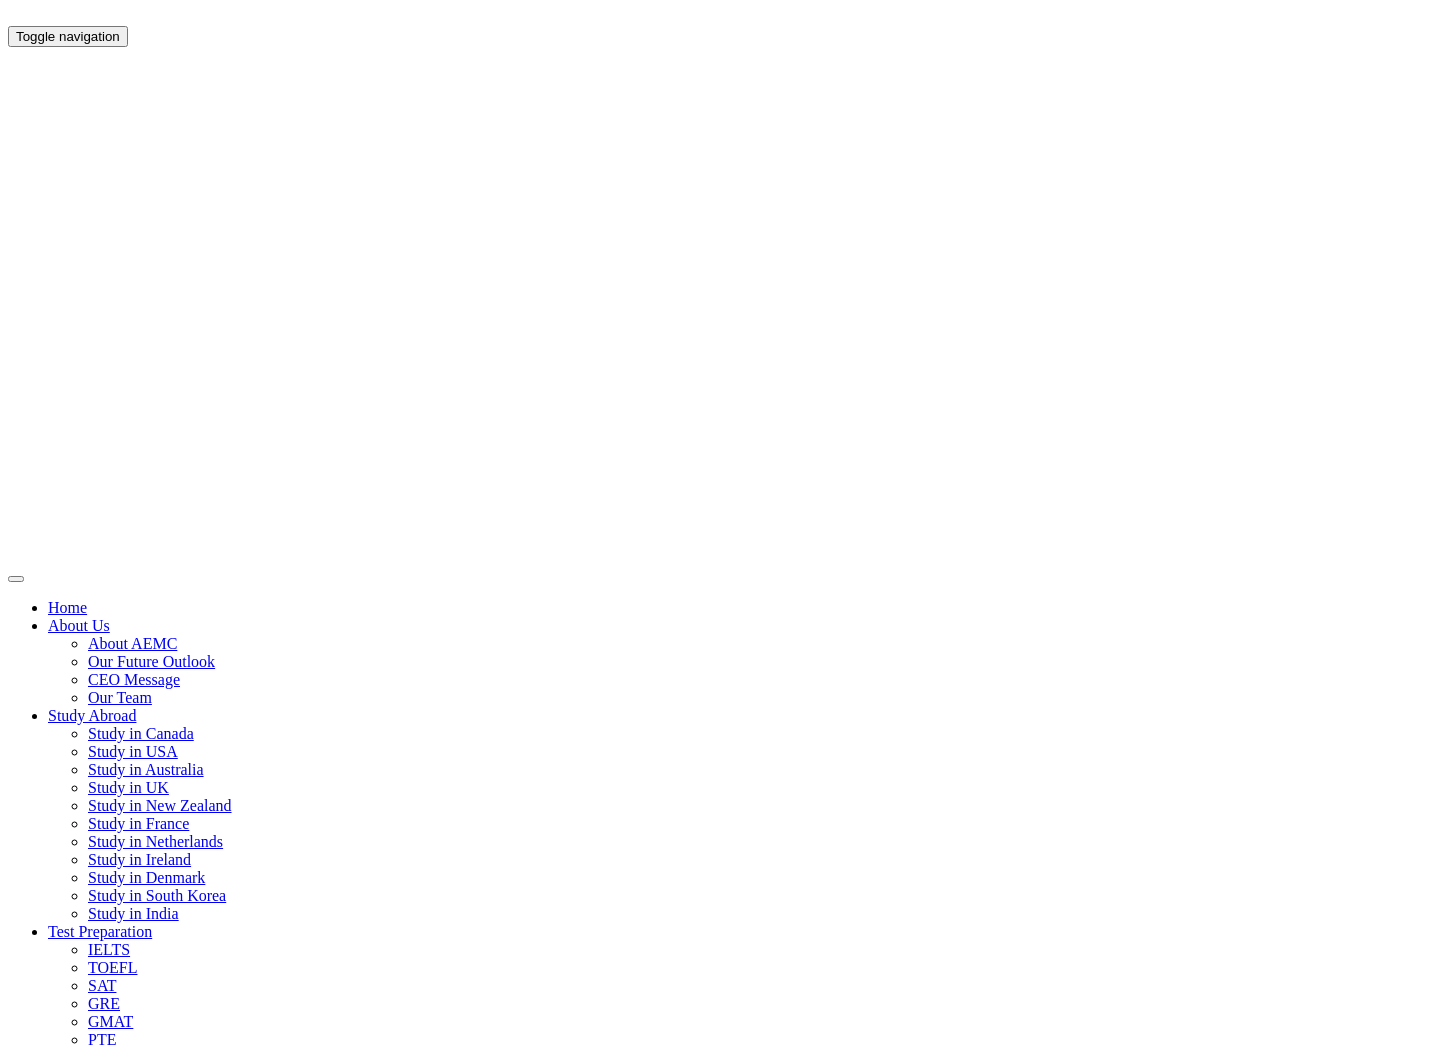 Toggle navigation
Home
About Us
About AEMC
Our Future Outlook
CEO Message
Our Team
Study Abroad
Study in Canada
Study in USA
Study in Australia
Study in UK
Study in New Zealand
Study in France
Study in Netherlands
Study in Ireland
Study in Denmark
Study in South Korea
Study in India
Test Preparation
IELTS
TOEFL
SAT
GRE
GMAT
PTE